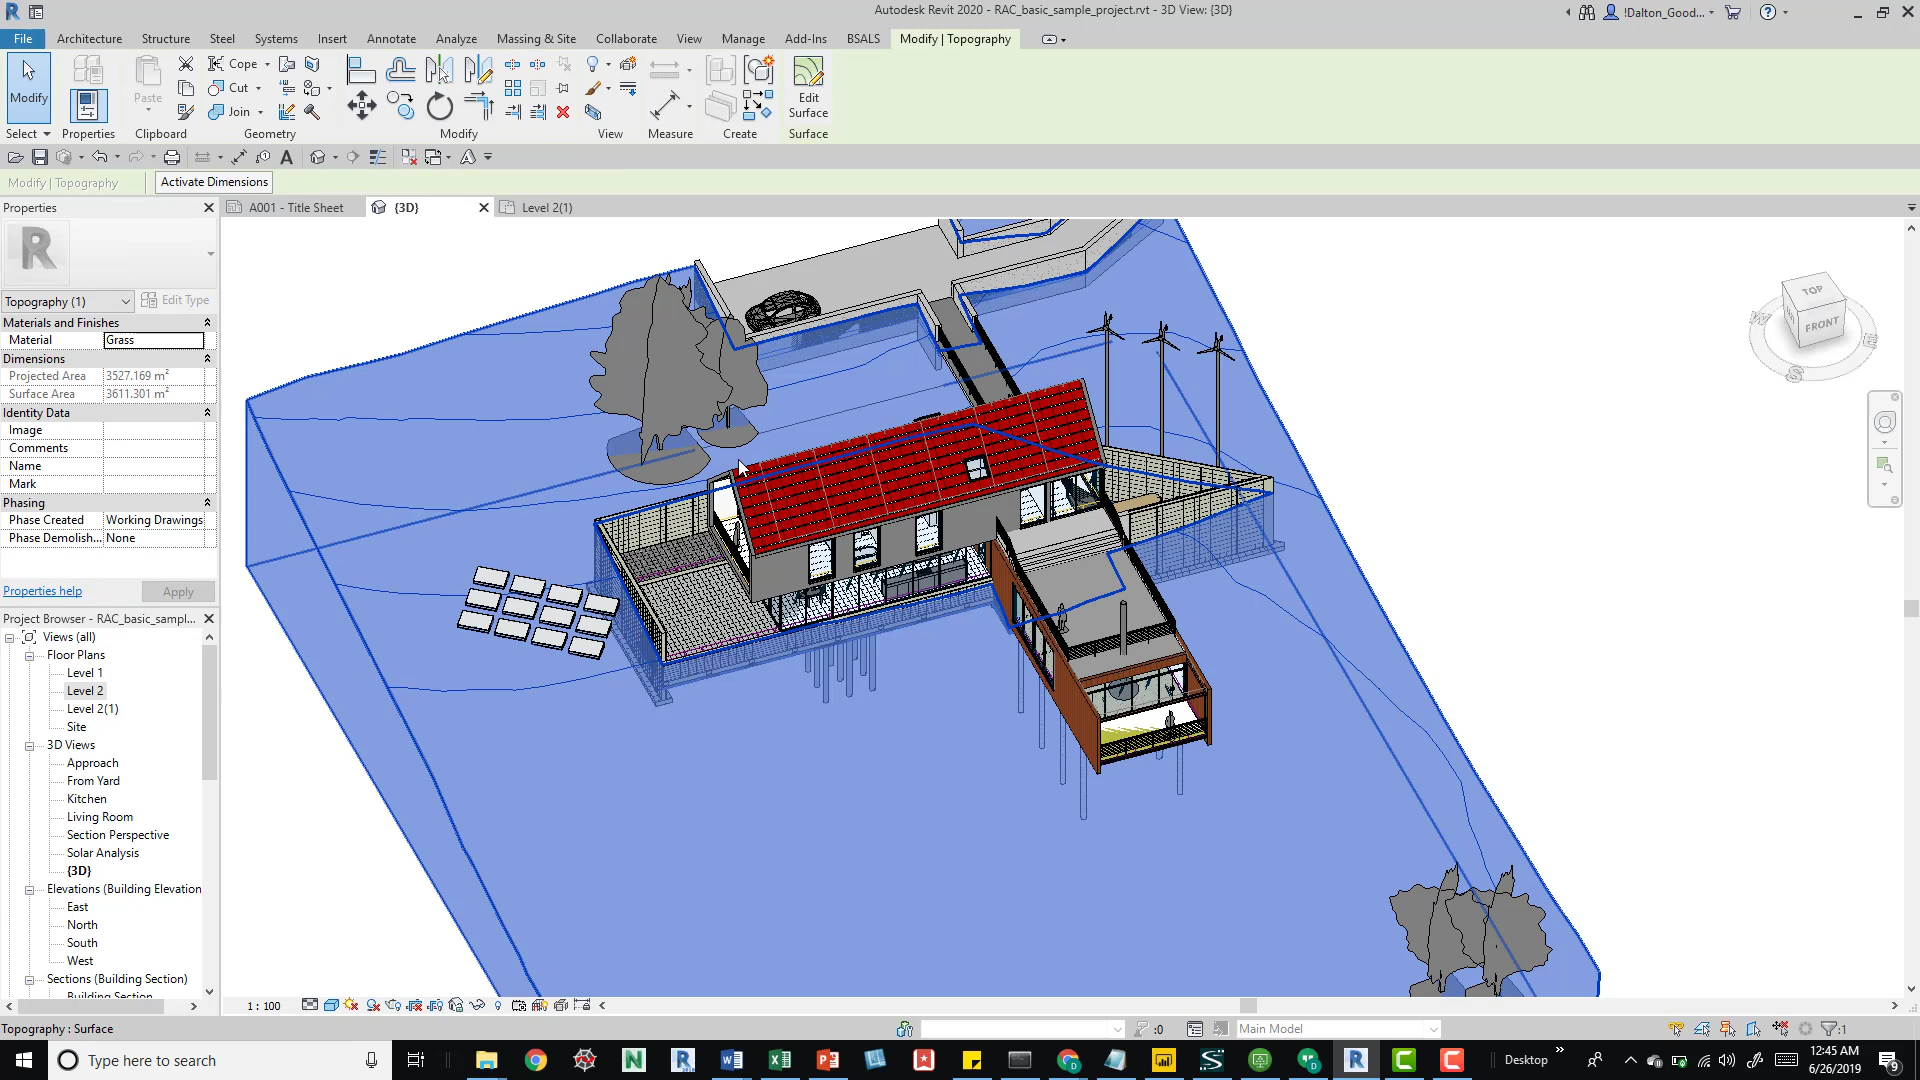 Autodesk Revit 2020 - RAC_basic_sample_project.rvt - 3D View: {3D}
!Dalton_Good...
File Architecture Structure Steel Systems Insert Annotate Analyze Massing & Site Collaborate View Manage Add-Ins BSALS Modify | Topography
Modify
Paste
Cope
Cut
Join
Edit
Surface
Select Properties Clipboard Geometry Modify View Measure Create Surface
Modify | Topography
Activate Dimensions
Properties
A001 - Title Sheet
{3D}
Level 2(1)
Topography (1)
Edit Type
Materials and Finishes
Material Grass
Dimensions
Projected Area 3527.169 m²
Surface Area 3611.301 m²
Identity Data
Image
Comments
Name
Mark
Phasing
Phase Created Working Drawings
Phase Demolish... None
Properties help
Apply
Project Browser - RAC_basic_sampl...
Views (all)
Floor Plans
Level 1
Level 2
Level 2(1)
Site
3D Views
Approach
From Yard
Kitchen
Living Room
Section Perspective
Solar Analysis
{3D}
Elevations (Building Elevation
East
North
South
West
Sections (Building Section)
Building Section
TOP
FRONT
W
E
S
1 : 100
Topography : Surface
:0
Main Model
:1
Type here to search
Desktop
12:45 AM
6/26/2019
9